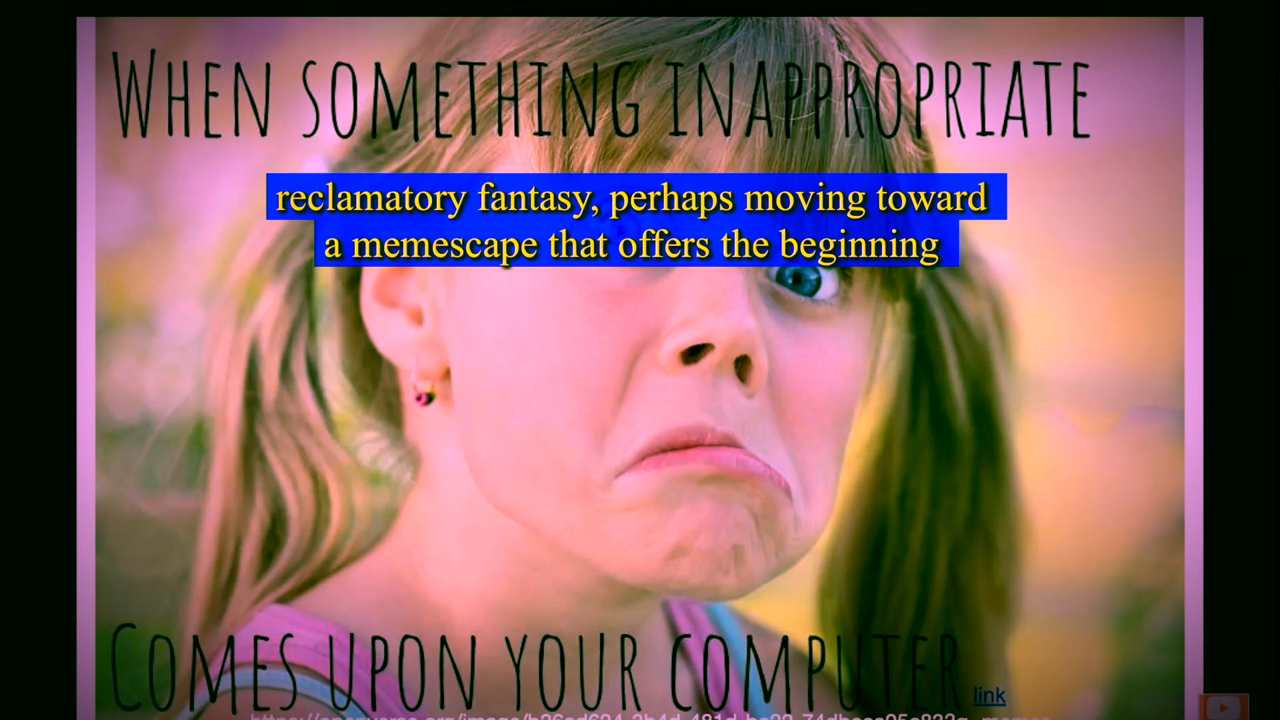 When something inappropriate
reclamatory fantasy, perhaps moving toward
a memescape that offers the beginning
Comes upon your computer
link